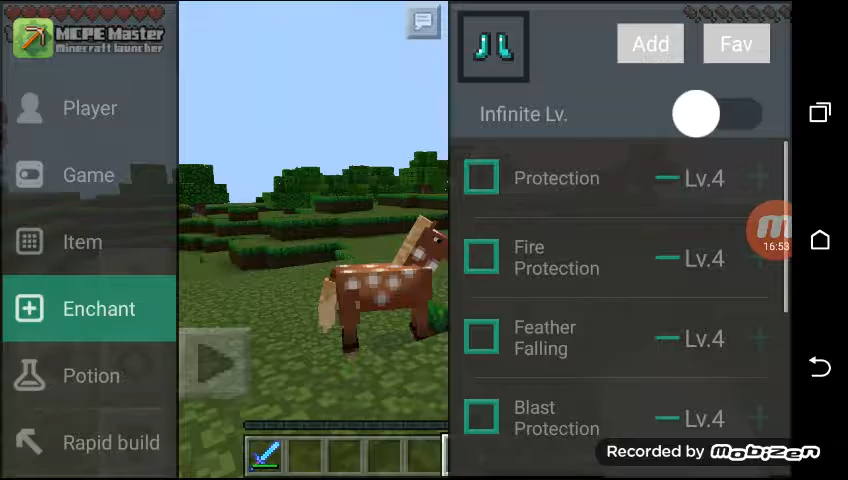 MCPE Master
Minecraft launcher
Player
Game
Item
Enchant
Potion
Rapid build
Add
Fav
Infinite Lv.
Protection
Lv.4
Fire
Protection
Lv.4
Feather
Falling
Lv.4
Blast
Protection
Lv.4
16:53
Recorded by Mobizen